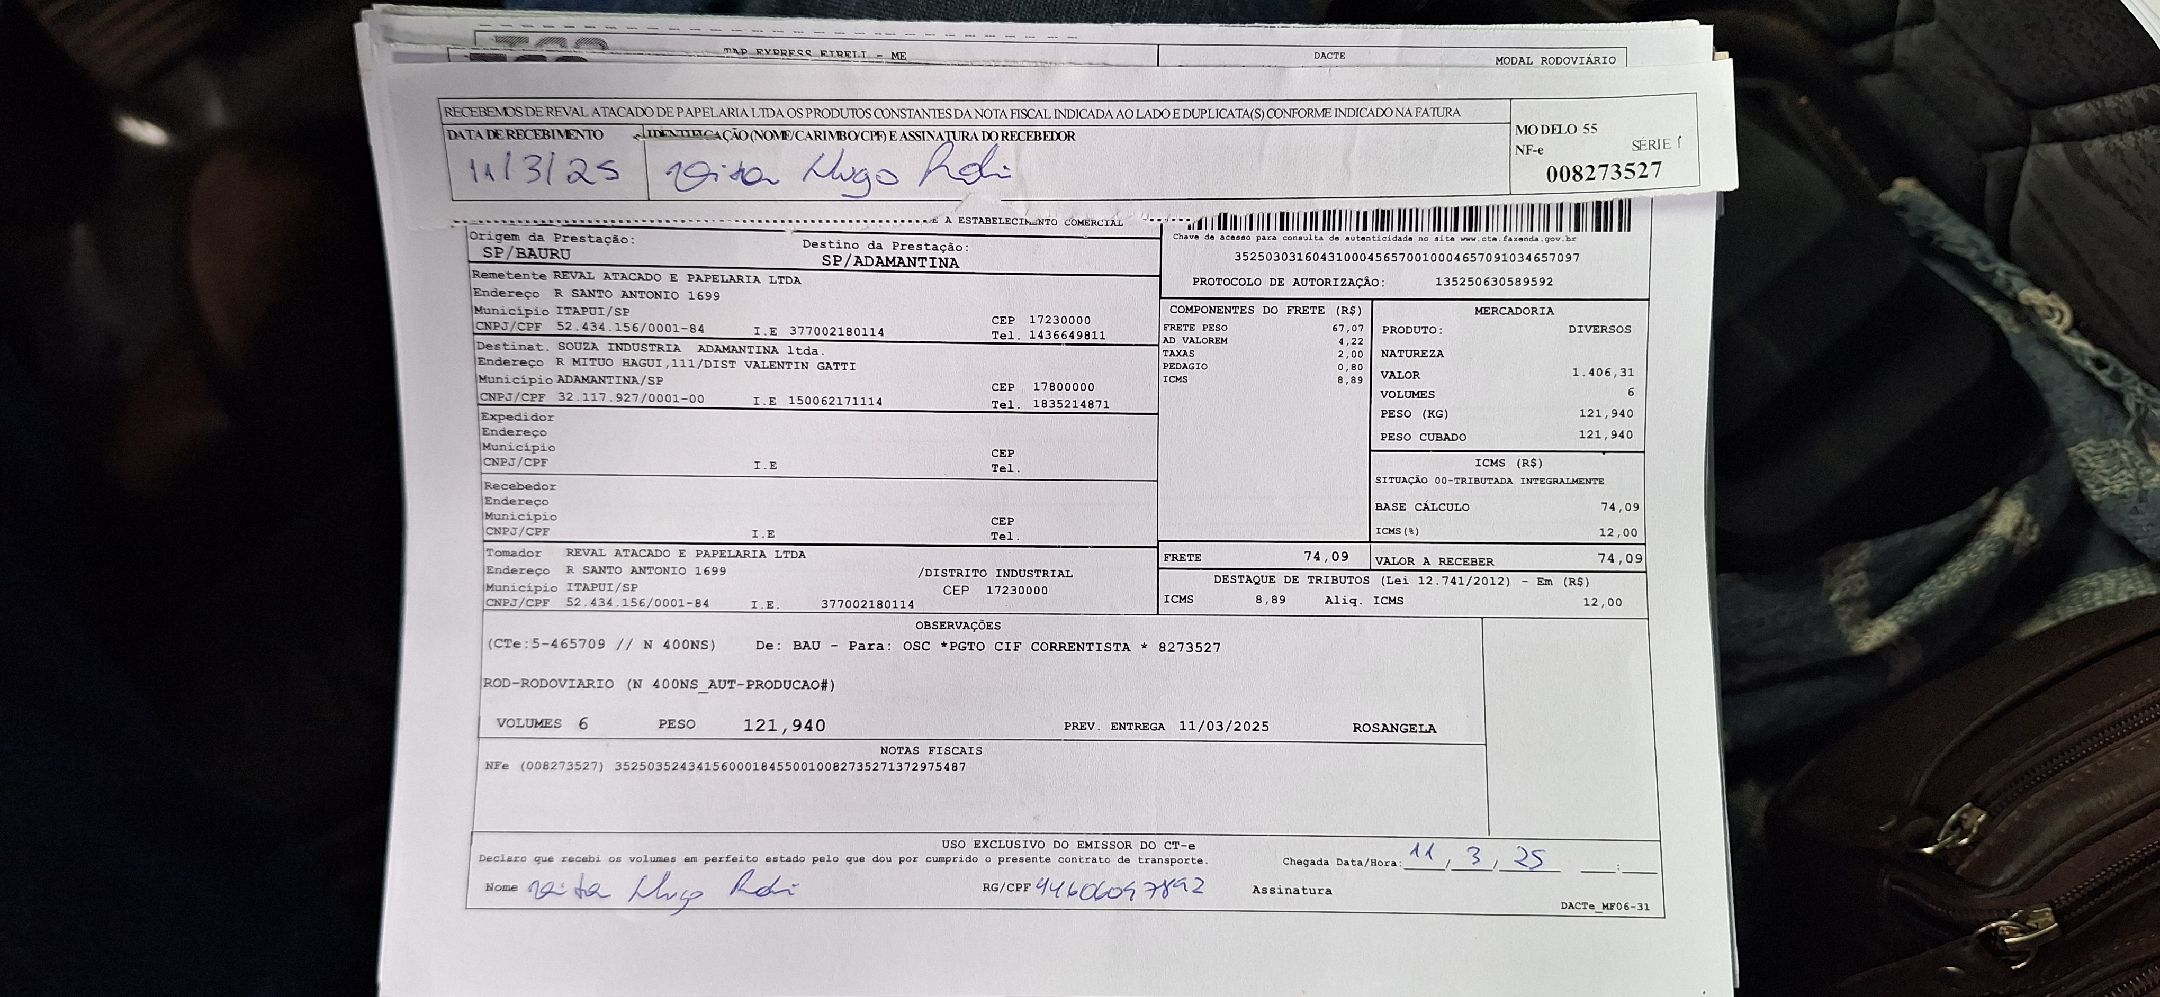 TAP EXPRESS EIRELI - ME
DACTE
MODAL RODOVIÁRIO
RECEBEMOS DE REVAL ATACADO DE PAPELARIA LTDA OS PRODUTOS CONSTANTES DA NOTA FISCAL INDICADA AO LADO E DUPLICATA(S) CONFORME INDICADO NA FATURA
DATA DE RECEBIMENTO
IDENTIFICAÇÃO (NOME/CARIMBO/CPF) E ASSINATURA DO RECEBEDOR
11/3/25
Hugo
MODELO 55
NF-e
SÉRIE 1
008273527
E A ESTABELECIMENTO COMERCIAL
Origem da Prestação:
SP/BAURU
Destino da Prestação:
SP/ADAMANTINA
Chave de acesso para consulta de autenticidade no site www.cte.fazenda.gov.br
352503031604310004656570010004657091034657097
PROTOCOLO DE AUTORIZAÇÃO: 135250630589592
Remetente REVAL ATACADO E PAPELARIA LTDA
Endereço R SANTO ANTONIO 1699
Município ITAPUI/SP
CEP 17230000
CNPJ/CPF 52.434.156/0001-84 I.E 377002180114 Tel. 1436649811
Destinat. SOUZA INDUSTRIA ADAMANTINA ltda.
Endereço R MITUO HAGUI,111/DIST VALENTIN GATTI
Município ADAMANTINA/SP
CEP 17800000
CNPJ/CPF 32.117.927/0001-00 I.E 150062171114 Tel. 1835214871
Expedidor
Endereço
Município
CEP
CNPJ/CPF I.E Tel.
Recebedor
Endereço
Município
CEP
CNPJ/CPF I.E Tel.
Tomador REVAL ATACADO E PAPELARIA LTDA
Endereço R SANTO ANTONIO 1699 /DISTRITO INDUSTRIAL
Município ITAPUI/SP CEP 17230000
CNPJ/CPF 52.434.156/0001-84 I.E. 377002180114
COMPONENTES DO FRETE (R$)
FRETE PESO 67,07
AD VALOREM 4,22
TAXAS 2,00
PEDAGIO 0,80
ICMS 8,89
MERCADORIA
PRODUTO: DIVERSOS
NATUREZA
VALOR 1.406,31
VOLUMES 6
PESO (KG) 121,940
PESO CUBADO 121,940
ICMS (R$)
SITUAÇÃO 00-TRIBUTADA INTEGRALMENTE
BASE CÁLCULO 74,09
ICMS(%) 12,00
FRETE 74,09
VALOR A RECEBER 74,09
DESTAQUE DE TRIBUTOS (Lei 12.741/2012) - Em (R$)
ICMS 8,89 Aliq. ICMS 12,00
OBSERVAÇÕES
(CTe:5-465709 // N 400NS) De: BAU - Para: OSC *PGTO CIF CORRENTISTA * 8273527
ROD-RODOVIARIO (N 400NS_AUT-PRODUCAO#)
VOLUMES 6 PESO 121,940 PREV. ENTREGA 11/03/2025 ROSANGELA
NOTAS FISCAIS
NFe (008273527) 35250352434156000184550010082735271372975487
USO EXCLUSIVO DO EMISSOR DO CT-e
Declaro que recebi os volumes em perfeito estado pelo que dou por cumprido o presente contrato de transporte.
Chegada Data/Hora: 11, 3, 25 :
Nome Hugo RG/CPF 44606097892 Assinatura
DACTe_MF06-31